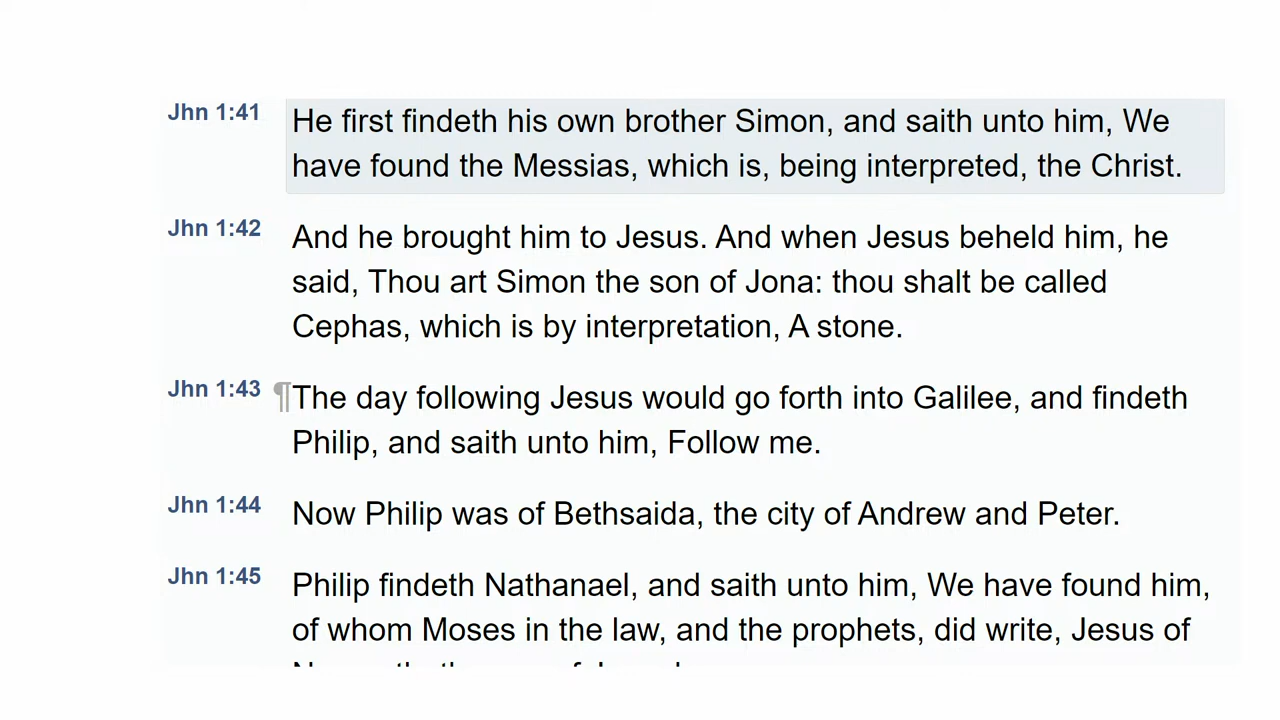 Jhn 1:41 He first findeth his own brother Simon, and saith unto him, We
have found the Messias, which is, being interpreted, the Christ.
Jhn 1:42 And he brought him to Jesus. And when Jesus beheld him, he
said, Thou art Simon the son of Jona: thou shalt be called
Cephas, which is by interpretation, A stone.
Jhn 1:43 ¶The day following Jesus would go forth into Galilee, and findeth
Philip, and saith unto him, Follow me.
Jhn 1:44 Now Philip was of Bethsaida, the city of Andrew and Peter.
Jhn 1:45 Philip findeth Nathanael, and saith unto him, We have found him,
of whom Moses in the law, and the prophets, did write, Jesus of